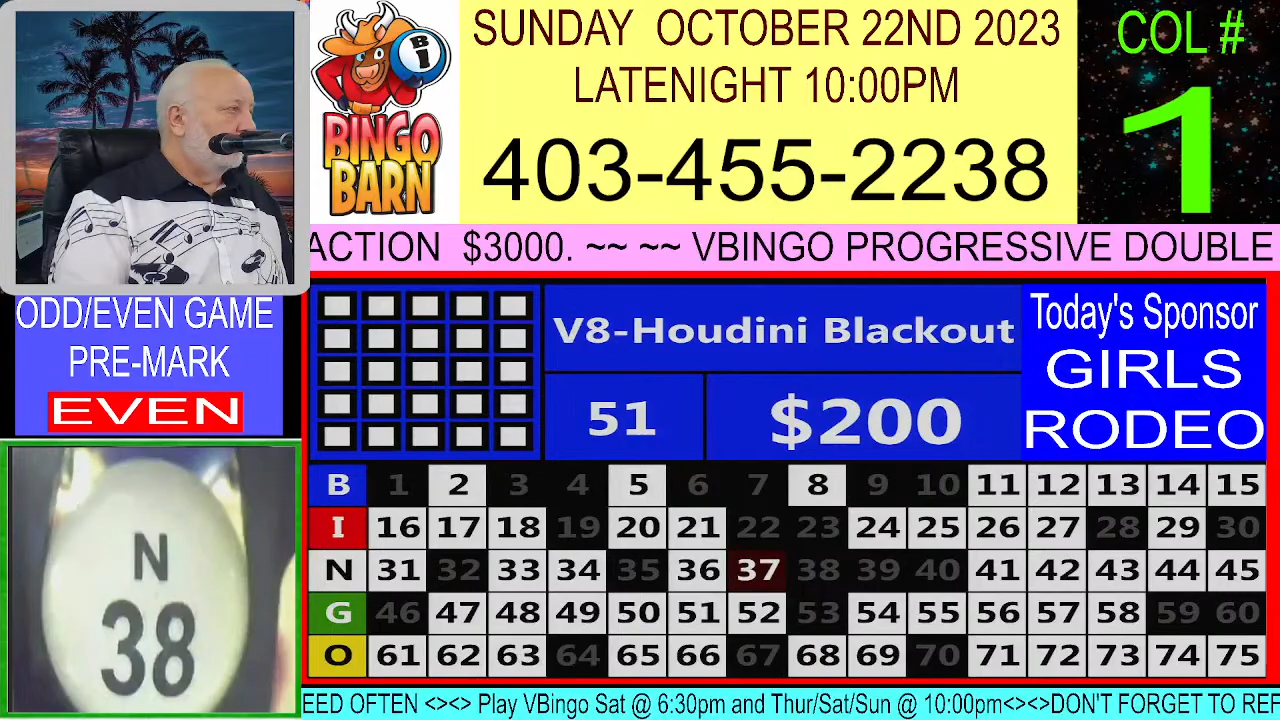 SUNDAY OCTOBER 22ND 2023
LATENIGHT 10:00PM
403-455-2238
BI
BINGO
BARN
COL #
1
ACTION $3000. ~~ ~~ VBINGO PROGRESSIVE DOUBLE
ODD/EVEN GAME
PRE-MARK
EVEN
V8-Houdini Blackout
51
$200
Today's Sponsor
GIRLS
RODEO
B 1 2 3 4 5 6 7 8 9 10 11 12 13 14 15
I 16 17 18 19 20 21 22 23 24 25 26 27 28 29 30
N 31 32 33 34 35 36 37 38 39 40 41 42 43 44 45
G 46 47 48 49 50 51 52 53 54 55 56 57 58 59 60
O 61 62 63 64 65 66 67 68 69 70 71 72 73 74 75
N
38
EED OFTEN <><> Play VBingo Sat @ 6:30pm and Thur/Sat/Sun @ 10:00pm<><>DON'T FORGET TO REF